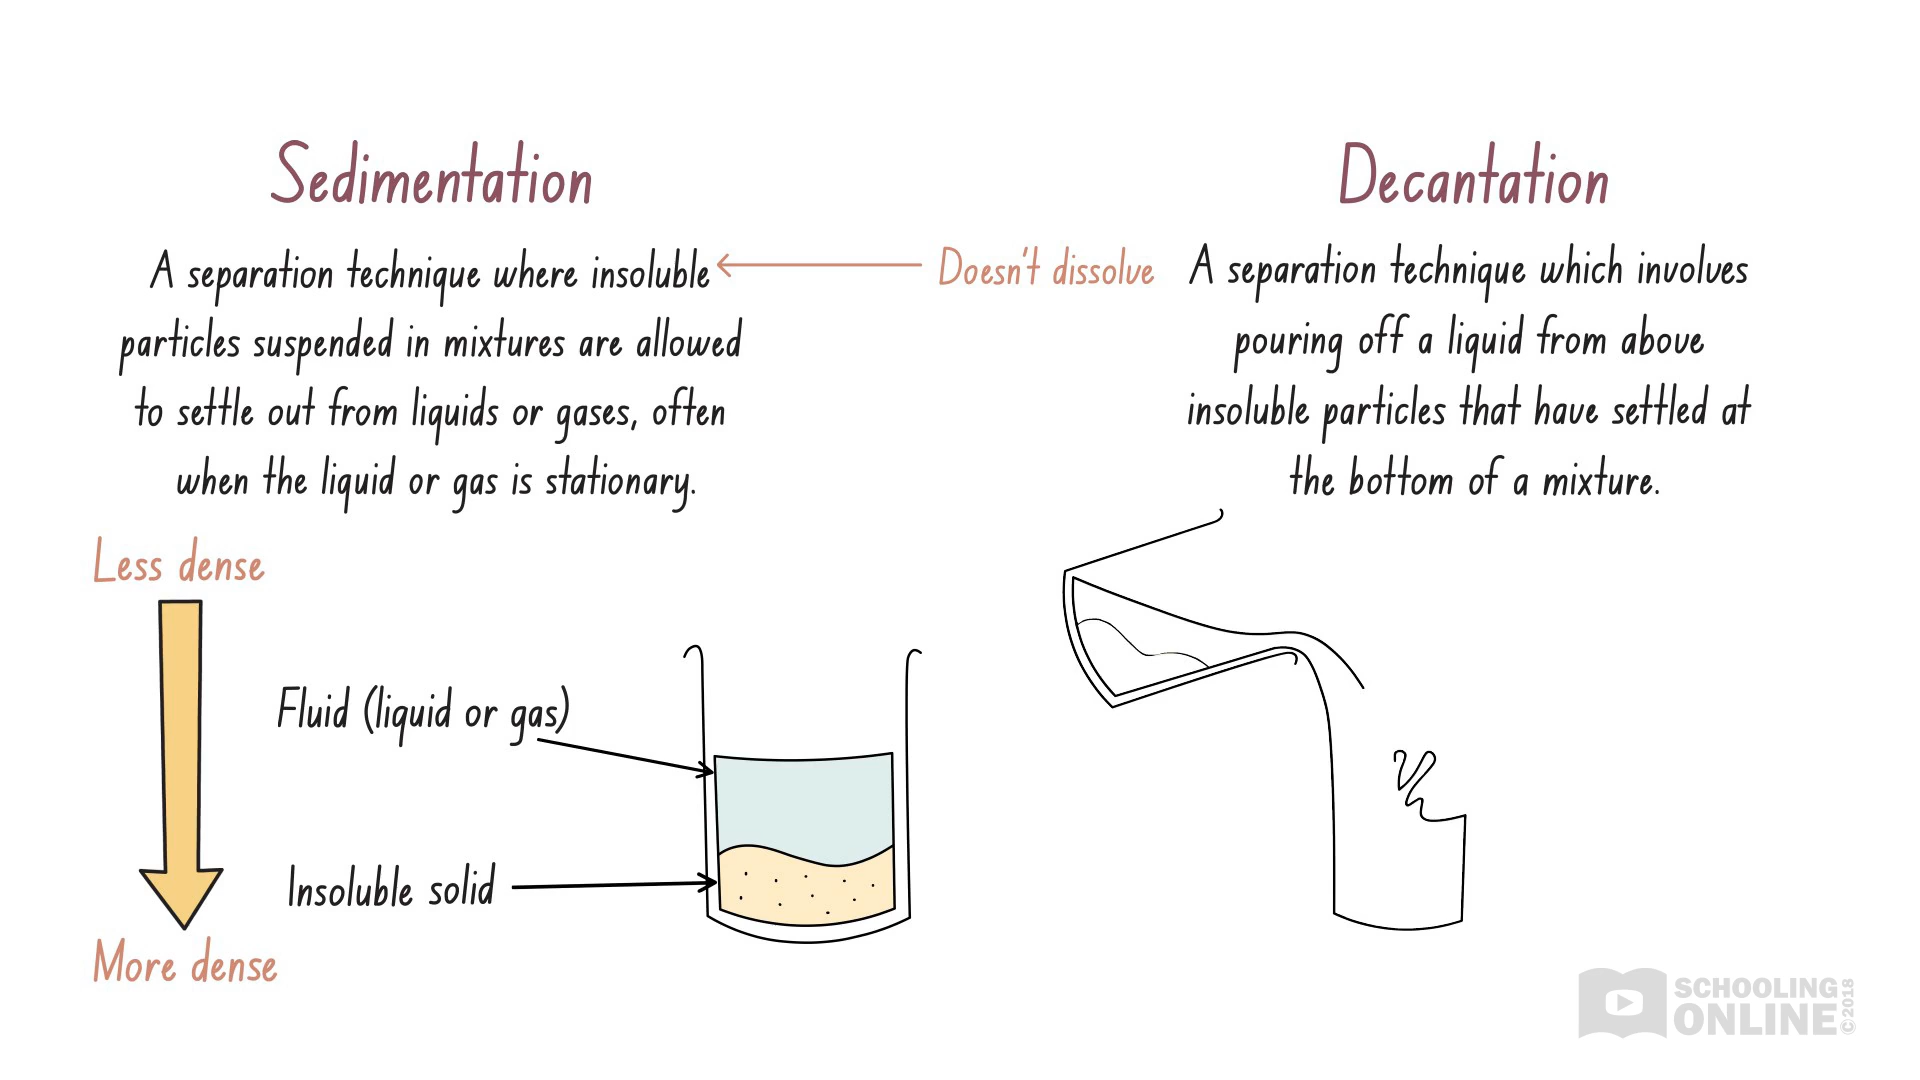 Sedimentation
A separation technique where insoluble
particles suspended in mixtures are allowed
to settle out from liquids or gases, often
when the liquid or gas is stationary.
Doesn't dissolve
Decantation
A separation technique which involves
pouring off a liquid from above
insoluble particles that have settled at
the bottom of a mixture.
Less dense
Fluid (liquid or gas)
Insoluble solid
More dense
SCHOOLING
ONLINE
©2018